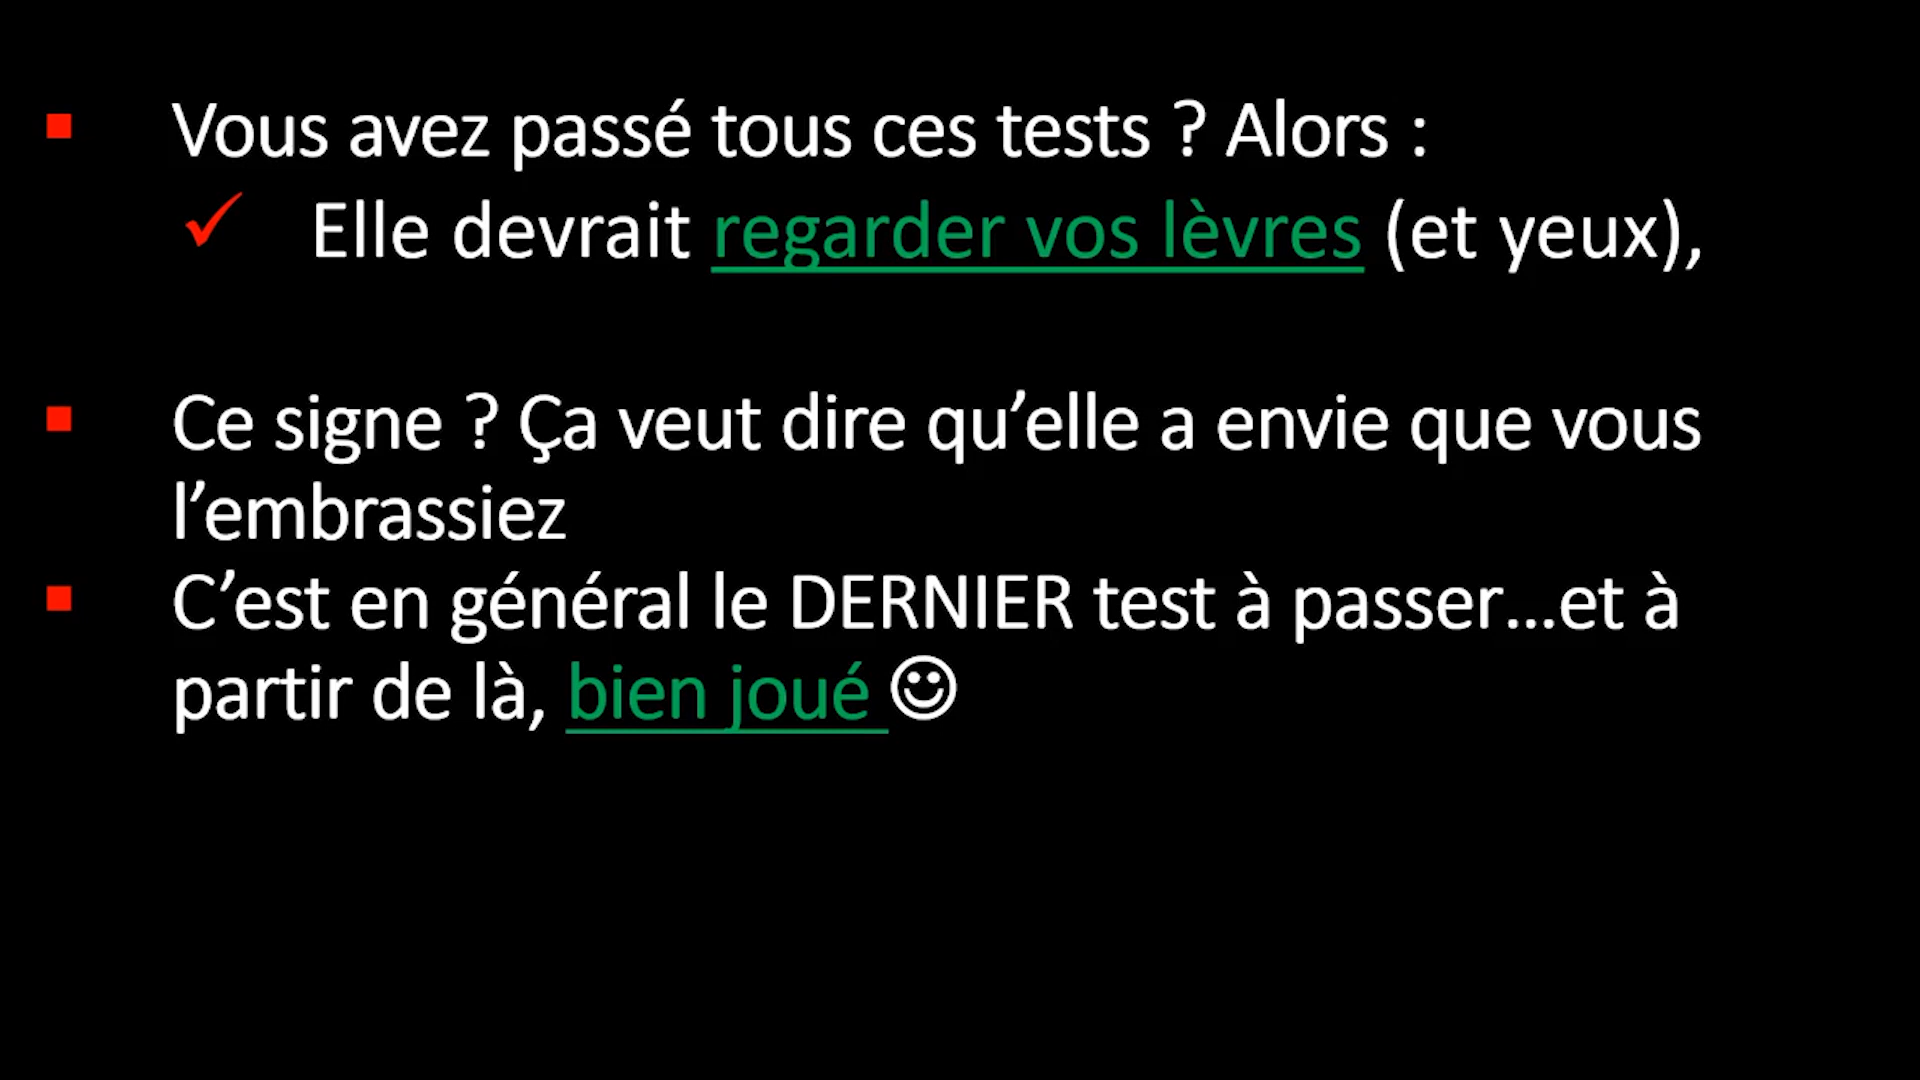 Vous avez passé tous ces tests ? Alors :
Elle devrait regarder vos lèvres (et yeux),
Ce signe ? Ça veut dire qu’elle a envie que vous
l’embrassiez
C’est en général le DERNIER test à passer…et à
partir de là, bien joué ☺